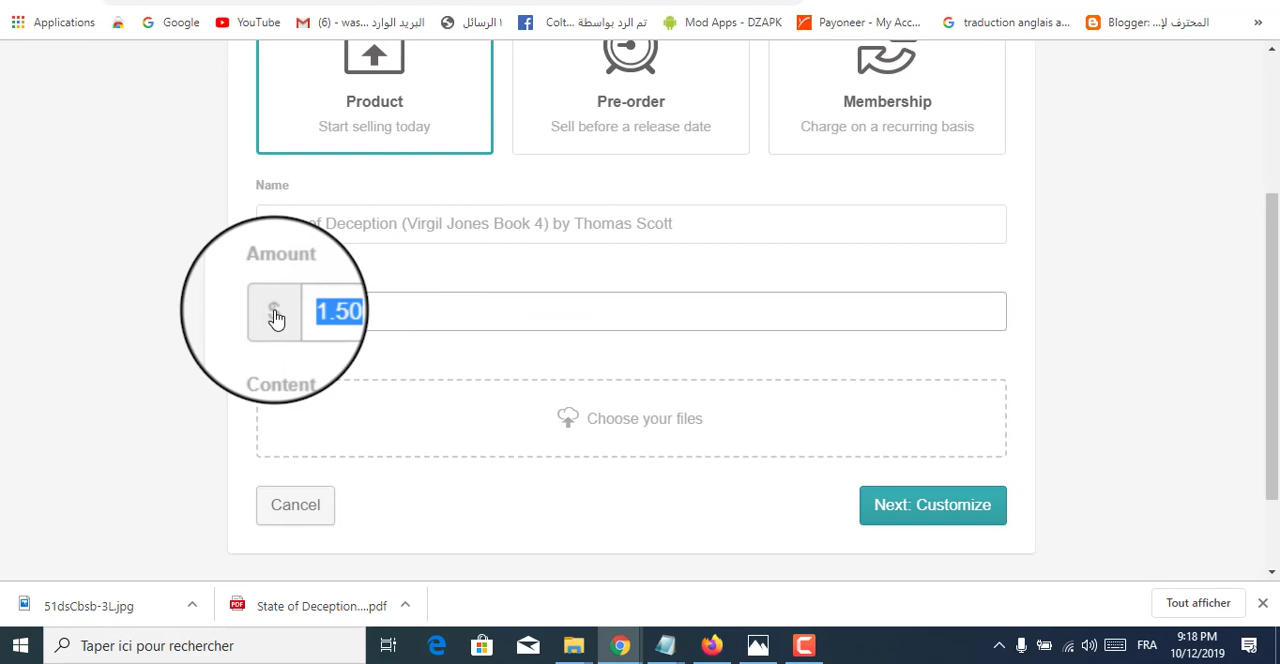 Applications
Google
YouTube
(6) - was... البريد الوارد
الرسائل ١
Colt... تم الرد بواسطة
Mod Apps - DZAPK
Payoneer - My Acc...
traduction anglais a...
Blogger: ...المحترف لإ
»
Product
Start selling today
Pre-order
Sell before a release date
Membership
Charge on a recurring basis
Name
of Deception (Virgil Jones Book 4) by Thomas Scott
Amount
$ 1.50
Content
Choose your files
Cancel
Next: Customize
51dsCbsb-3L.jpg
State of Deception....pdf
Tout afficher
Taper ici pour rechercher
FRA
9:18 PM
10/12/2019